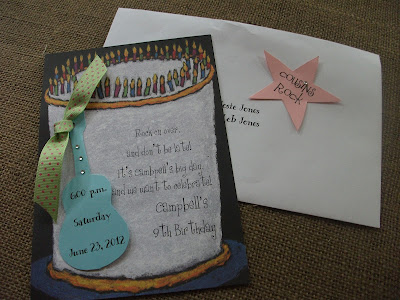 Rock on over...
and don't be late!
it's Campbell's big day,
and we want to celebrate!
Campbell's
9th Birthday
6:00 p.m.
Saturday
June 23, 2012
cousins
Rock
Jones
Jones